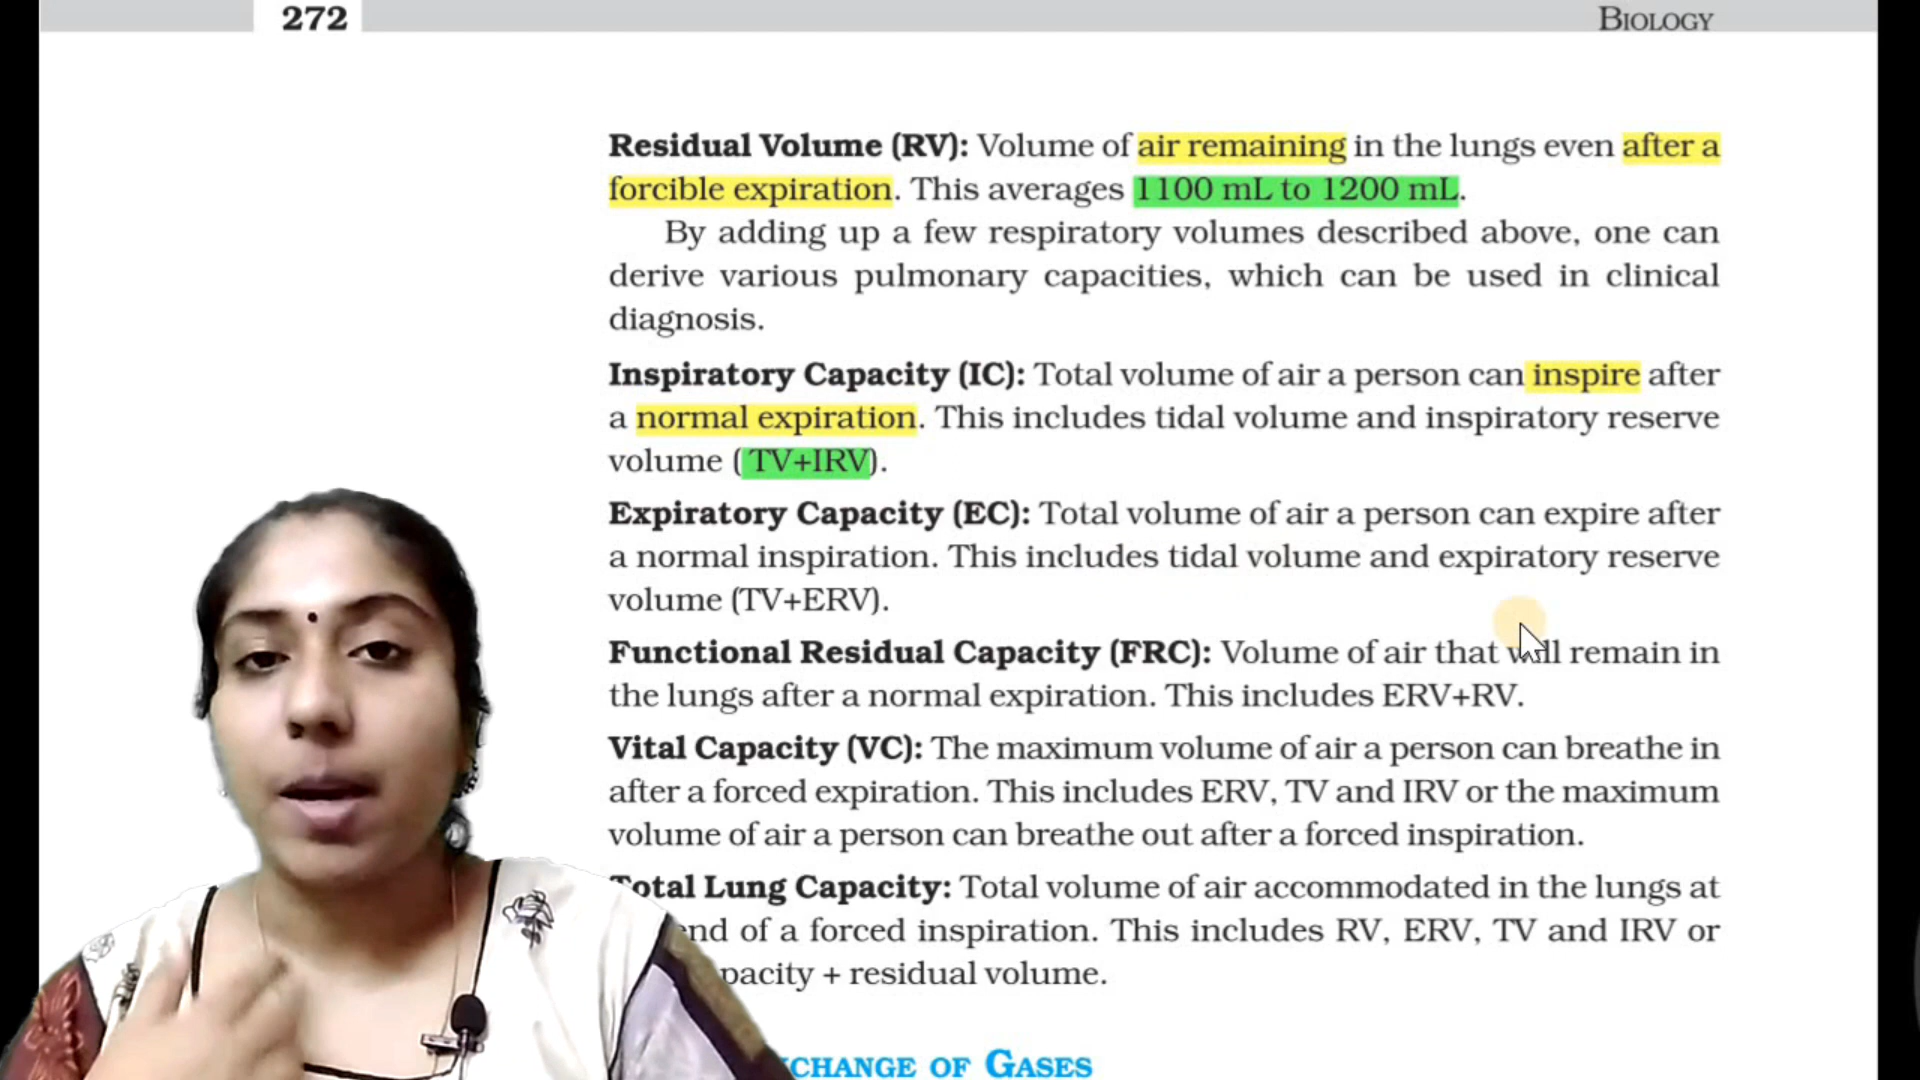 272
BIOLOGY
Residual Volume (RV): Volume of air remaining in the lungs even after a
forcible expiration. This averages 1100 mL to 1200 mL.
By adding up a few respiratory volumes described above, one can
derive various pulmonary capacities, which can be used in clinical
diagnosis.
Inspiratory Capacity (IC): Total volume of air a person can inspire after
a normal expiration. This includes tidal volume and inspiratory reserve
volume ( TV+IRV).
Expiratory Capacity (EC): Total volume of air a person can expire after
a normal inspiration. This includes tidal volume and expiratory reserve
volume (TV+ERV).
Functional Residual Capacity (FRC): Volume of air that will remain in
the lungs after a normal expiration. This includes ERV+RV.
Vital Capacity (VC): The maximum volume of air a person can breathe in
after a forced expiration. This includes ERV, TV and IRV or the maximum
volume of air a person can breathe out after a forced inspiration.
Total Lung Capacity: Total volume of air accommodated in the lungs at
end of a forced inspiration. This includes RV, ERV, TV and IRV or
pacity + residual volume.
CHANGE OF GASES